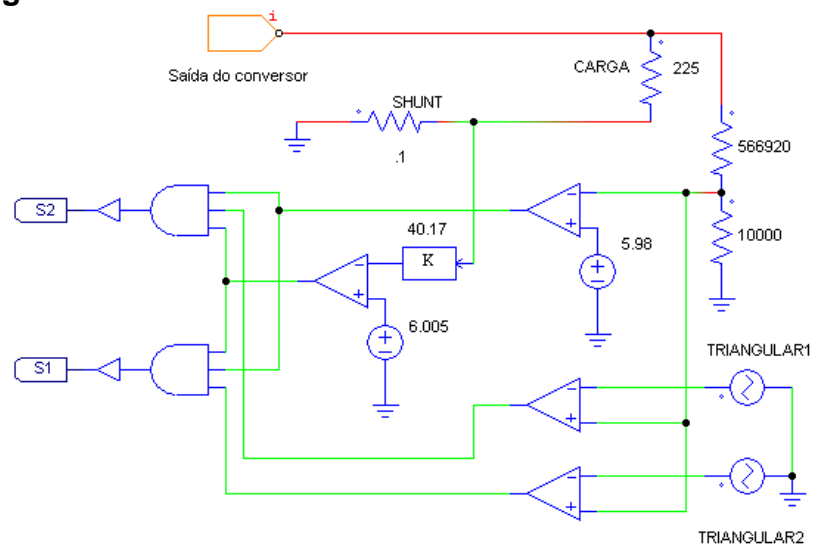 i
Saída do conversor
CARGA
225
SHUNT
.1
566920
10000
S2
40.17
K
5.98
6.005
S1
TRIANGULAR1
TRIANGULAR2